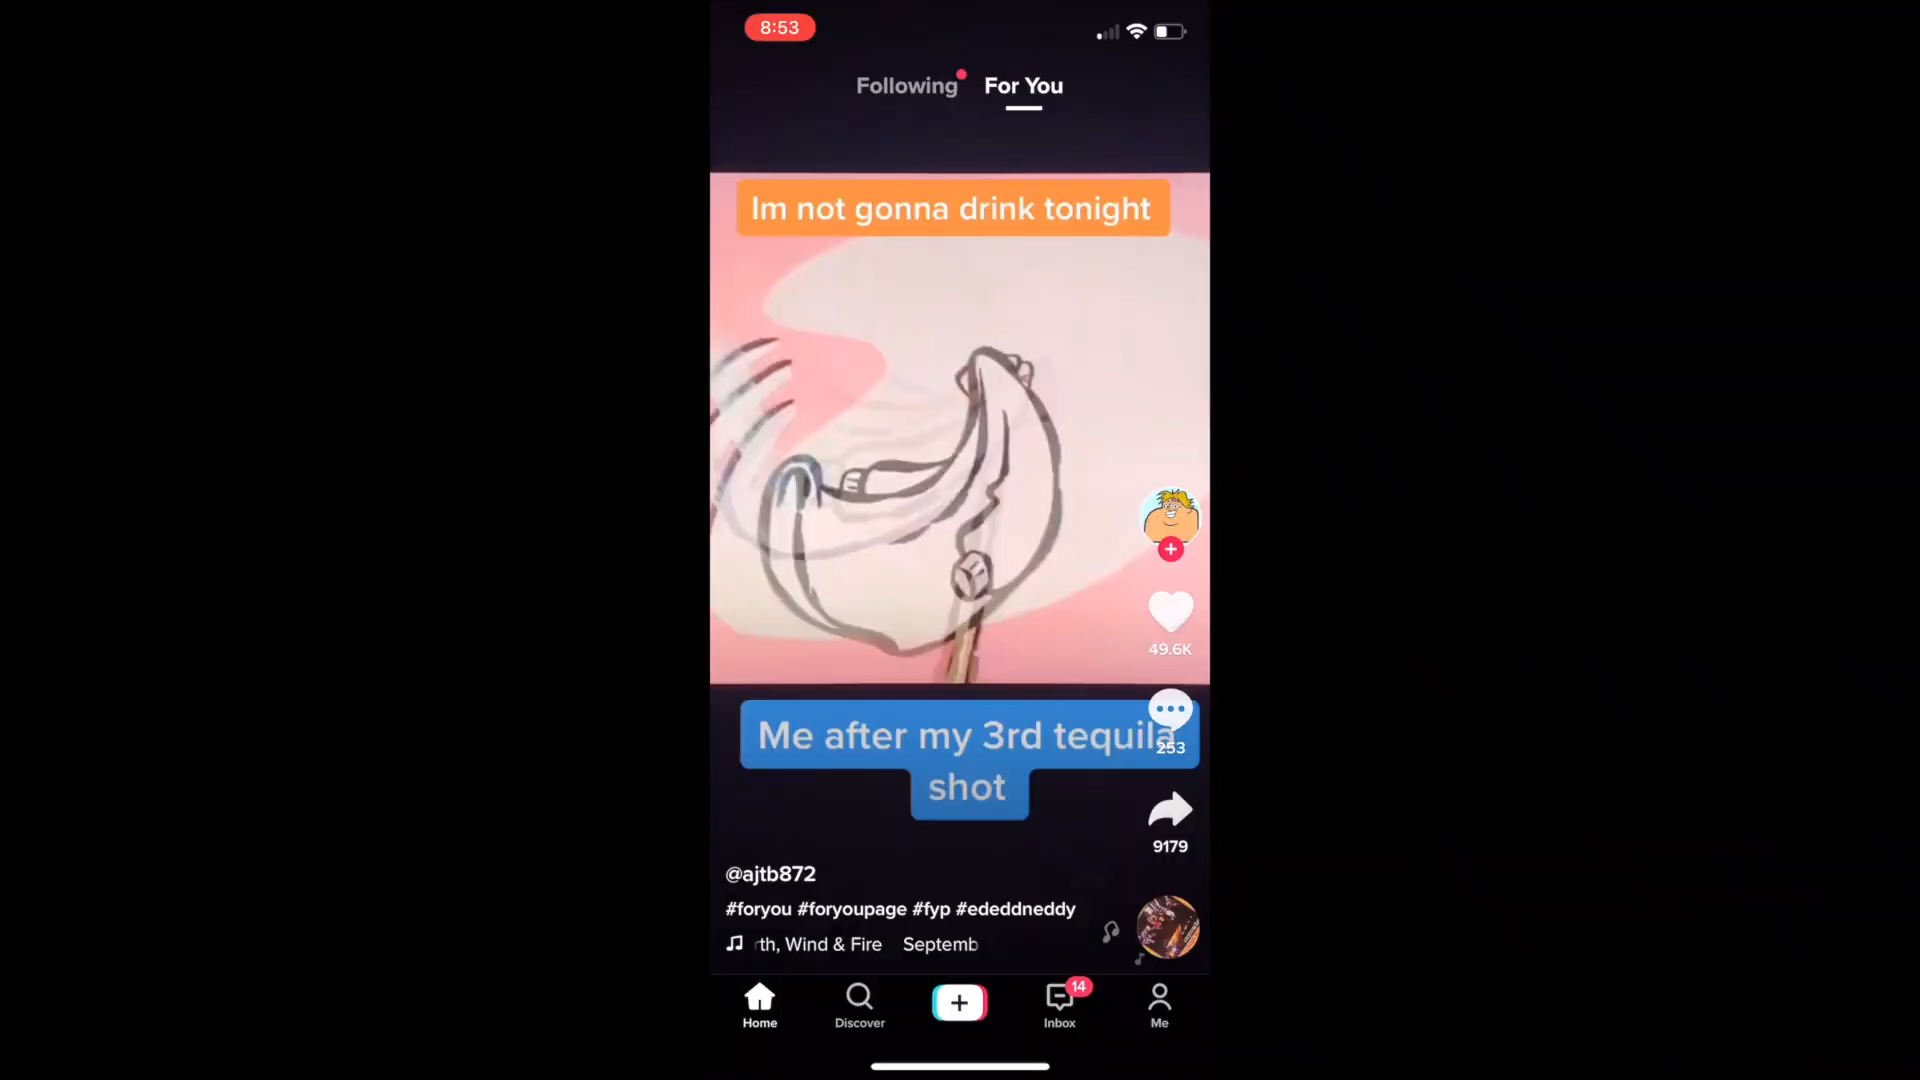 8:53
Following
For You
Im not gonna drink tonight
49.6K
Me after my 3rd tequila
253
shot
9179
@ajtb872
#foryou #foryoupage #fyp #ededdneddy
rth, Wind & Fire Septemb
14
Home
Discover
Inbox
Me